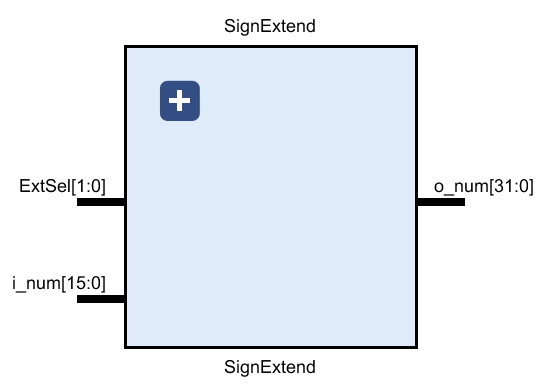 SignExtend
ExtSel[1:0]
o_num[31:0]
i_num[15:0]
SignExtend